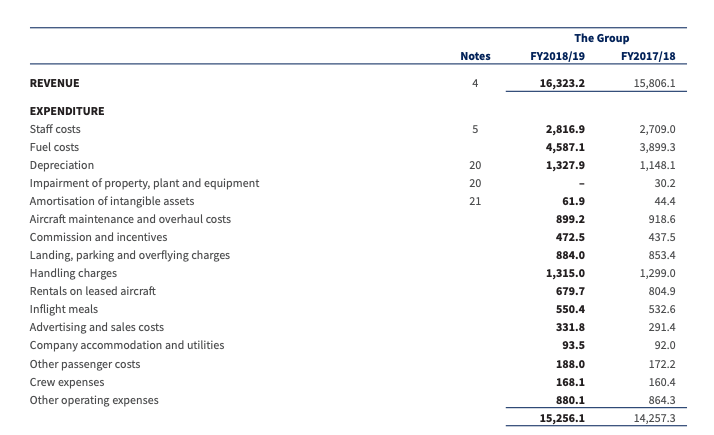 The Group
Notes FY2018/19 FY2017/18
REVENUE 4 16,323.2 15,806.1
EXPENDITURE
Staff costs 5 2,816.9 2,709.0
Fuel costs 4,587.1 3,899.3
Depreciation 20 1,327.9 1,148.1
Impairment of property, plant and equipment 20 – 30.2
Amortisation of intangible assets 21 61.9 44.4
Aircraft maintenance and overhaul costs 899.2 918.6
Commission and incentives 472.5 437.5
Landing, parking and overflying charges 884.0 853.4
Handling charges 1,315.0 1,299.0
Rentals on leased aircraft 679.7 804.9
Inflight meals 550.4 532.6
Advertising and sales costs 331.8 291.4
Company accommodation and utilities 93.5 92.0
Other passenger costs 188.0 172.2
Crew expenses 168.1 160.4
Other operating expenses 880.1 864.3
15,256.1 14,257.3